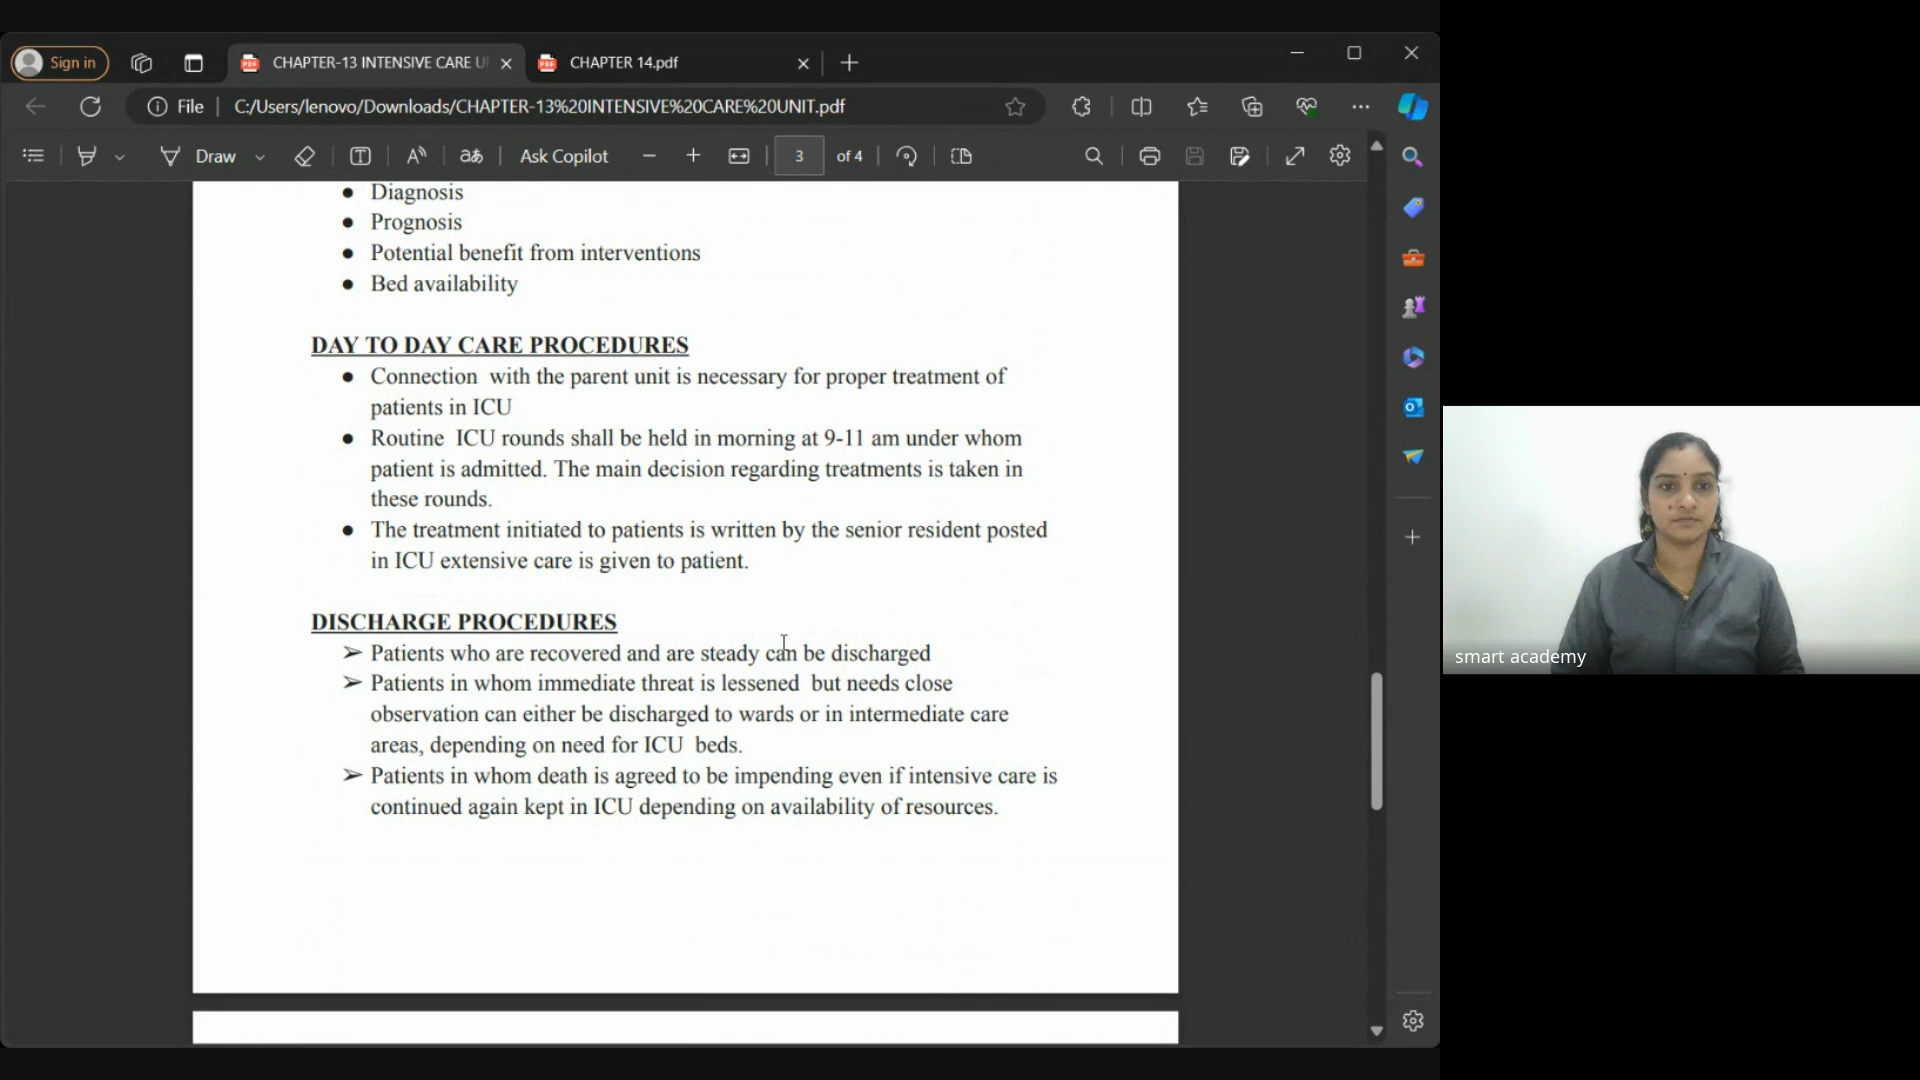 Sign in
CHAPTER-13 INTENSIVE CARE U
CHAPTER 14.pdf
File
C:/Users/lenovo/Downloads/CHAPTER-13%20INTENSIVE%20CARE%20UNIT.pdf
Draw
Ask Copilot
3
of 4
● Diagnosis
● Prognosis
● Potential benefit from interventions
● Bed availability
DAY TO DAY CARE PROCEDURES
● Connection with the parent unit is necessary for proper treatment of
patients in ICU
● Routine ICU rounds shall be held in morning at 9-11 am under whom
patient is admitted. The main decision regarding treatments is taken in
these rounds.
● The treatment initiated to patients is written by the senior resident posted
in ICU extensive care is given to patient.
DISCHARGE PROCEDURES
➢ Patients who are recovered and are steady can be discharged
➢ Patients in whom immediate threat is lessened but needs close
observation can either be discharged to wards or in intermediate care
areas, depending on need for ICU beds.
➢ Patients in whom death is agreed to be impending even if intensive care is
continued again kept in ICU depending on availability of resources.
smart academy